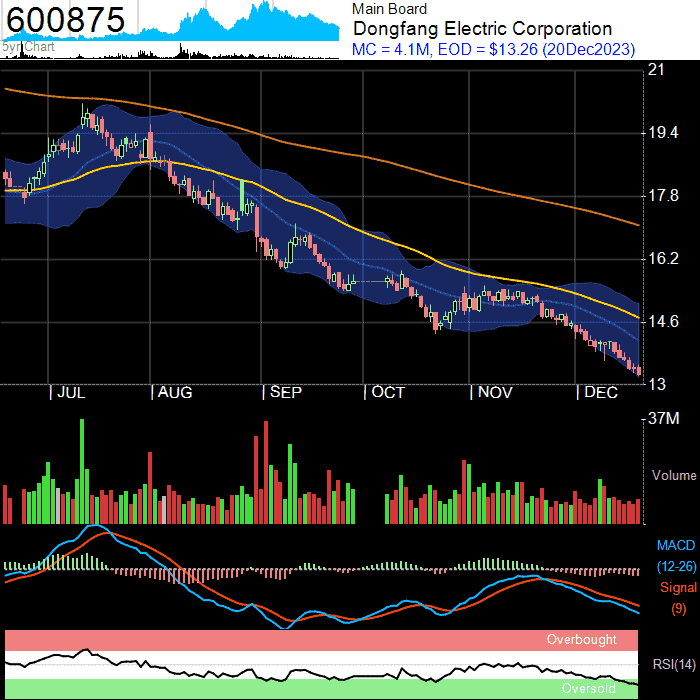 600875
5yr Chart
Main Board
Dongfang Electric Corporation
MC = 4.1M, EOD = $13.26 (20Dec2023)
21
19.4
17.8
16.2
14.6
13
JUL
AUG
SEP
OCT
NOV
DEC
37M
Volume
MACD
(12-26)
Signal
(9)
Overbought
RSI(14)
Oversold